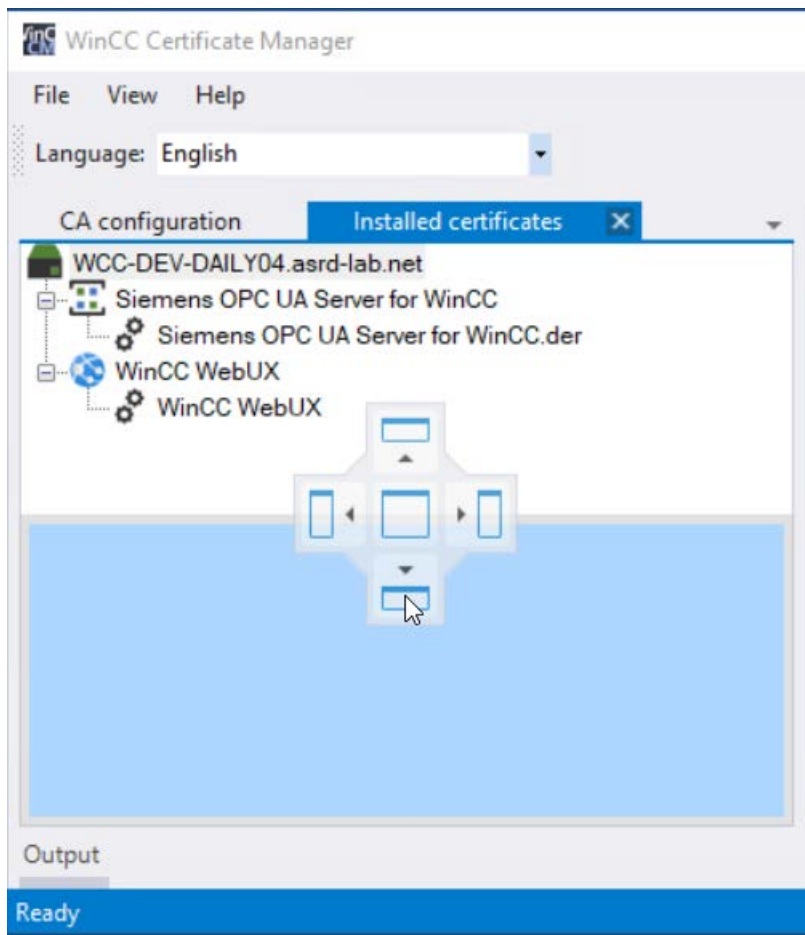 WinCC Certificate Manager
File View Help
Language: English
CA configuration Installed certificates
WCC-DEV-DAILY04.asrd-lab.net
Siemens OPC UA Server for WinCC
Siemens OPC UA Server for WinCC.der
WinCC WebUX
WinCC WebUX
Output
Ready